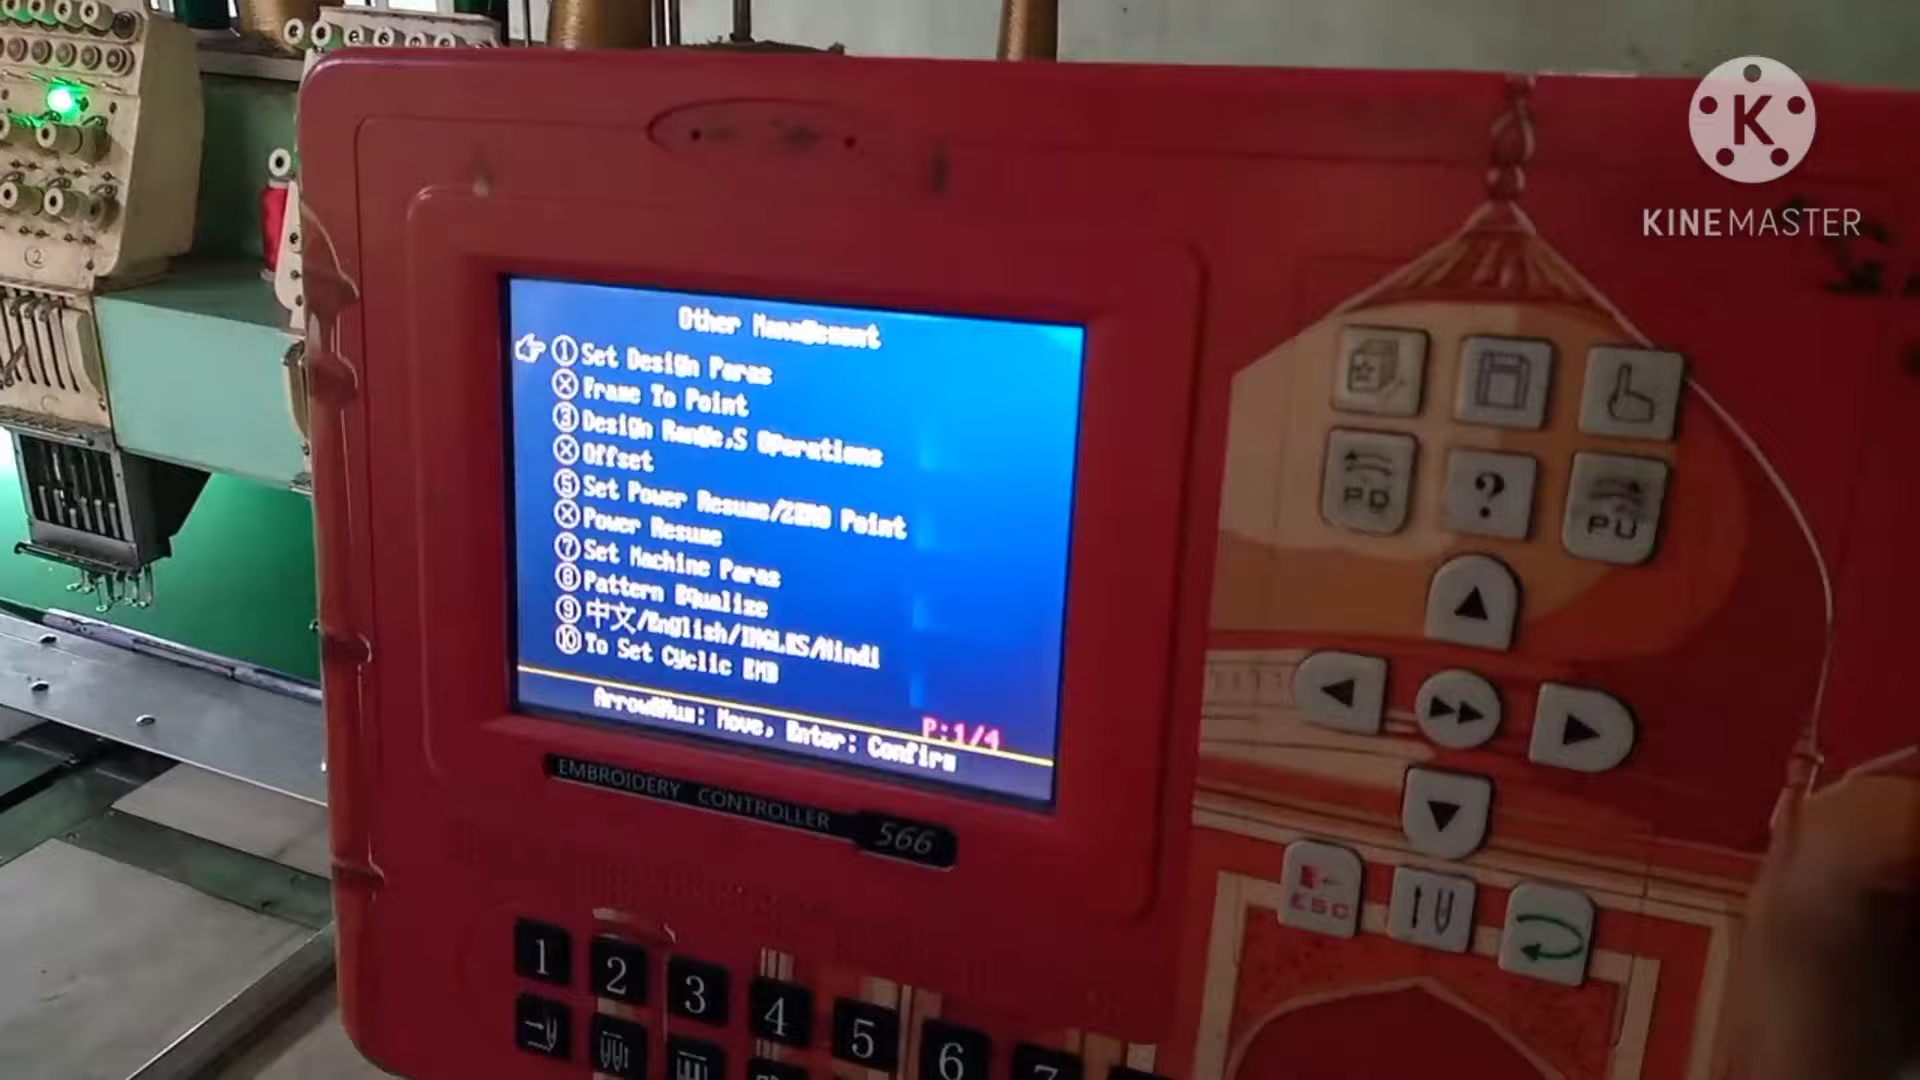 KINEMASTER
Other Management
① Set Design Paras
Ⓧ Frame To Point
③ Design Range,S Operations
Ⓧ Offset
⑤ Set Power Resume/ZERO Point
Ⓧ Power Resume
⑦ Set Machine Paras
⑧ Pattern Equalize
⑨ 中文/English/INGLES/Hindi
⑩ To Set Cyclic EMB
P:1/4
Arrow&Num: Move, Enter: Confirm
EMBROIDERY CONTROLLER 566
PD ? PU
ESC
1 2 3 4 5 6 7
2